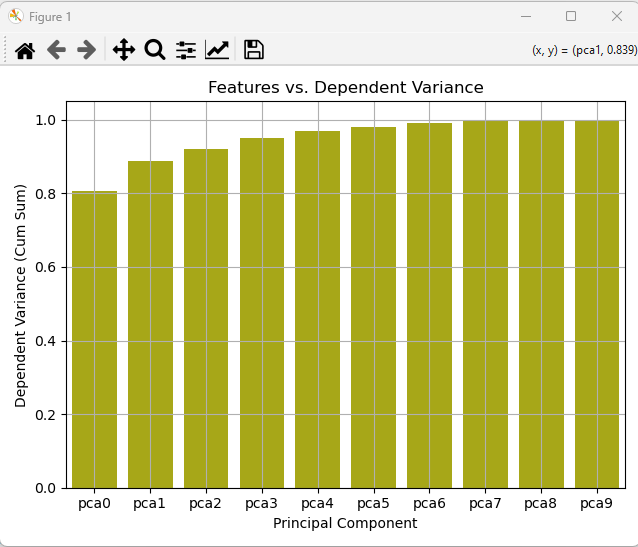 Figure 1
(x, y) = (pca1, 0.839)
Features vs. Dependent Variance
1.0
0.8
0.6
0.4
0.2
0.0
Dependent Variance (Cum Sum)
pca0 pca1 pca2 pca3 pca4 pca5 pca6 pca7 pca8 pca9
Principal Component